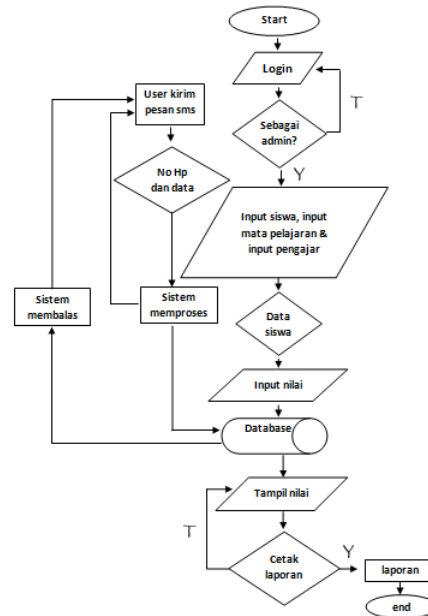 Start
Login
T
Sebagai
admin?
Y
User kirim
pesan sms
No Hp
dan data
Input siswa, input
mata pelajaran &
input pengajar
Sistem
membalas
Sistem
memproses
Data
siswa
Input nilai
Database
Tampil nilai
T
Cetak
laporan
Y
laporan
end